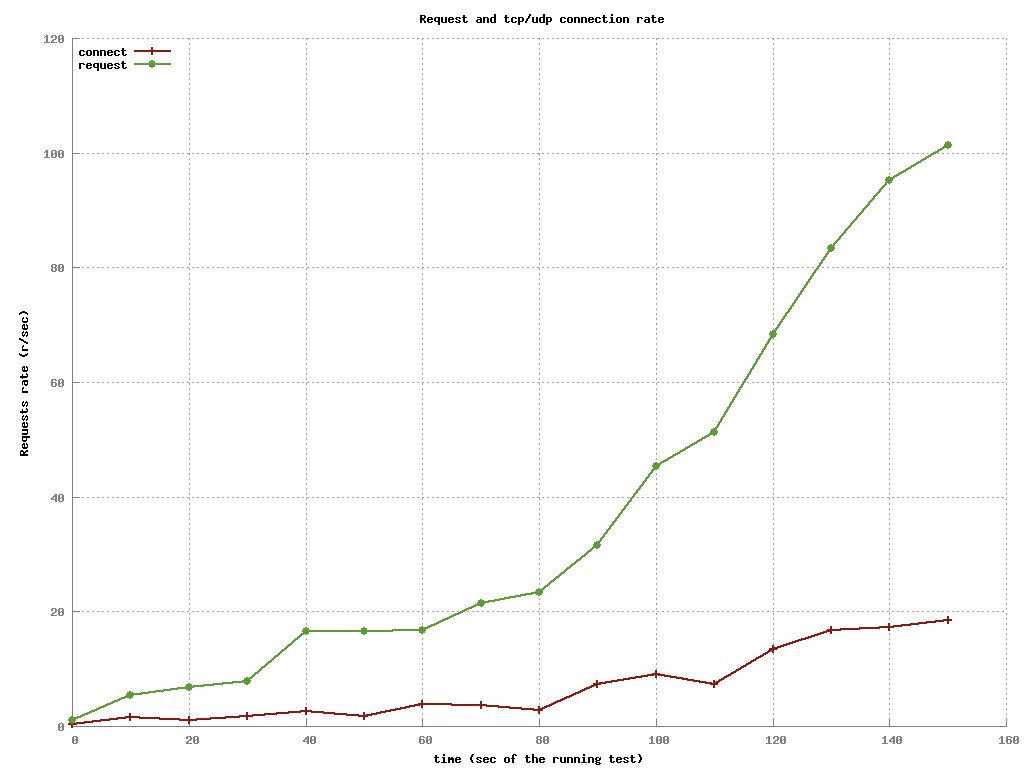 Request and tcp/udp connection rate
connect
request
120
100
80
60
40
20
0
Requests rate (r/sec)
0 20 40 60 80 100 120 140 160
time (sec of the running test)